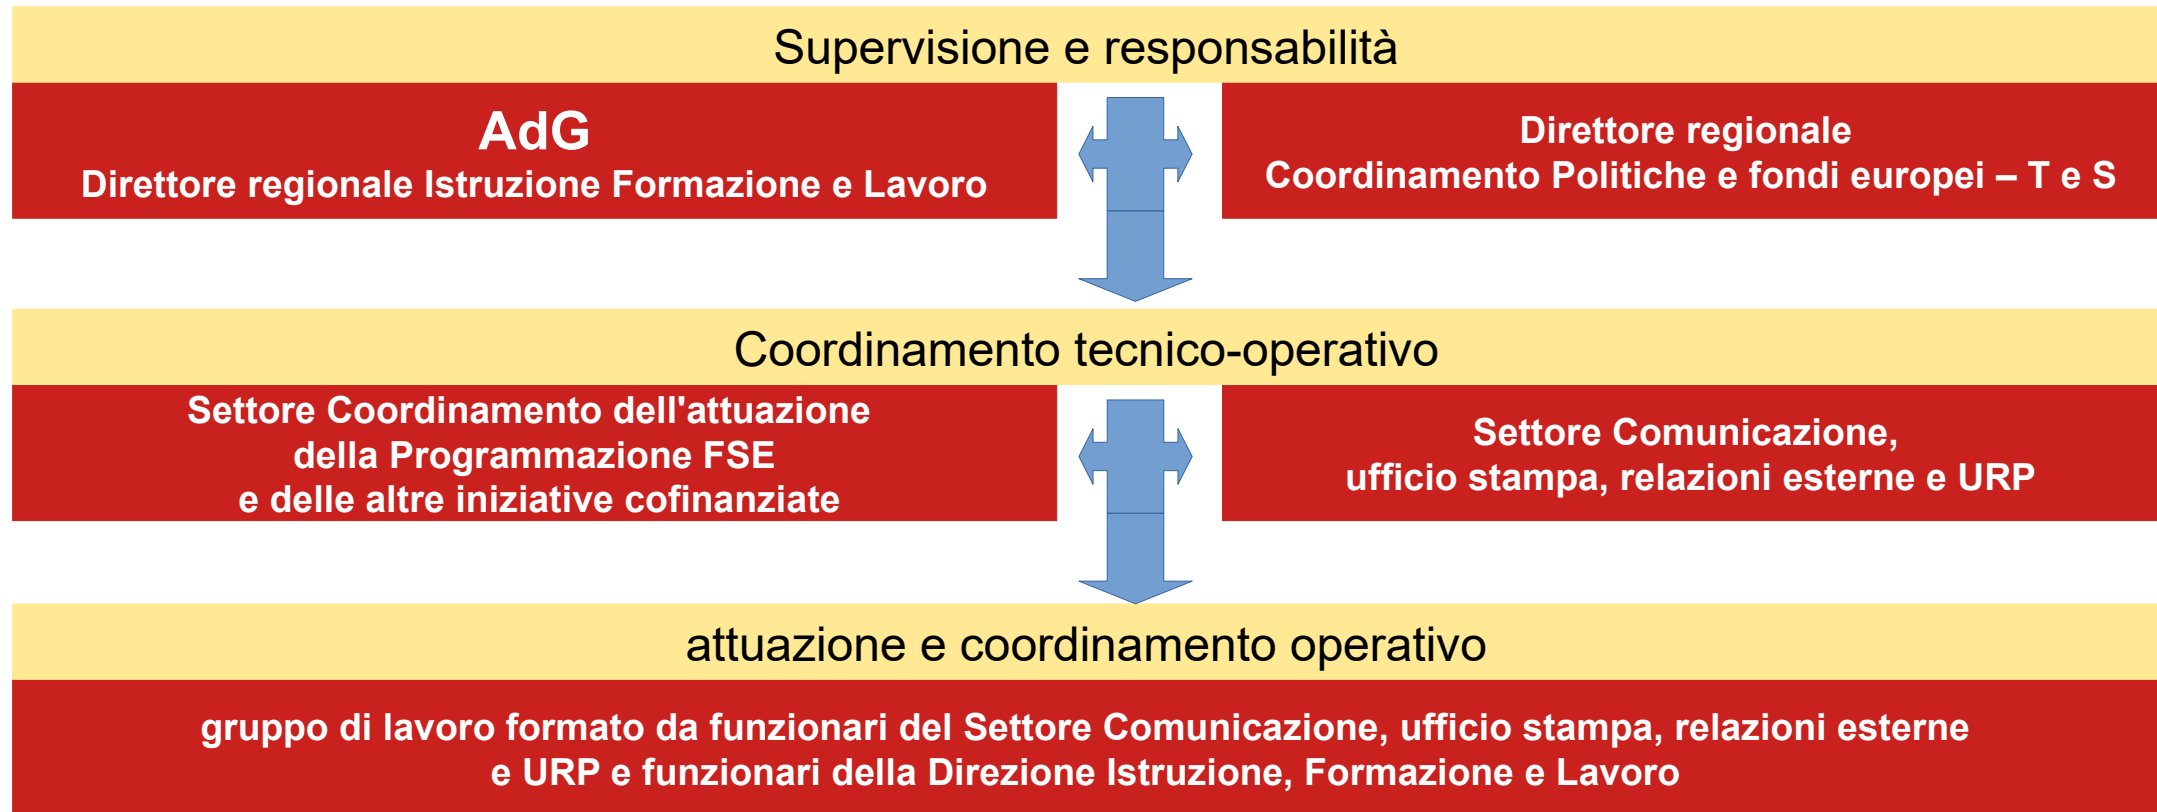 Supervisione e responsabilità
AdG
Direttore regionale Istruzione Formazione e Lavoro
Direttore regionale
Coordinamento Politiche e fondi europei – T e S
Coordinamento tecnico-operativo
Settore Coordinamento dell'attuazione
della Programmazione FSE
e delle altre iniziative cofinanziate
Settore Comunicazione,
ufficio stampa, relazioni esterne e URP
attuazione e coordinamento operativo
gruppo di lavoro formato da funzionari del Settore Comunicazione, ufficio stampa, relazioni esterne
e URP e funzionari della Direzione Istruzione, Formazione e Lavoro